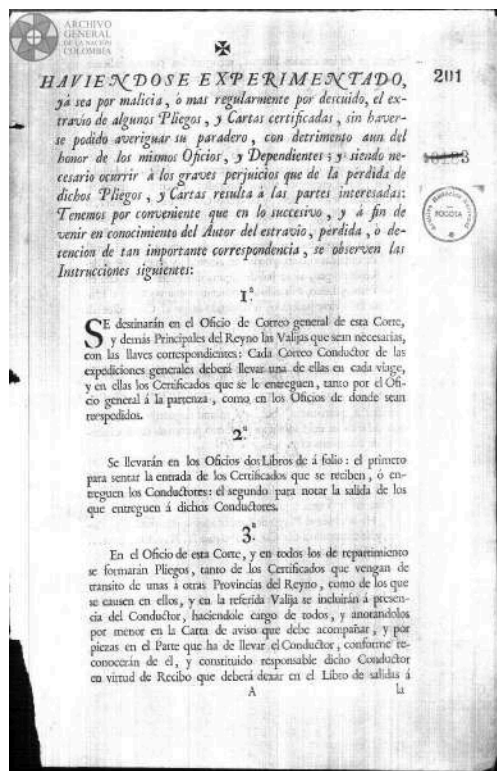 ARCHIVO
GENERAL
DE LA NACIÓN
COLOMBIA
✠
201
HAVIENDOSE EXPERIMENTADO,
yá sea por malicia, ò mas regularmente por descuido, el ex-
travio de algunos Pliegos, y Cartas certificadas, sin haver-
se podido averiguar su paradero, con detrimento aun del
honor de los mismos Oficios, y Dependientes; y siendo ne-
cesario ocurrir à los graves perjuicios que de la perdida de
dichos Pliegos, y Cartas resulta à las partes interesadas:
Tenemos por conveniente que en lo succesivo, y à fin de
venir en conocimiento del Autor del estravio, perdida, ò de-
tencion de tan importante correspondencia, se observen las
Instrucciones siguientes:
BOGOTA
1ª.
SE destinarán en el Oficio de Correo general de esta Corte,
y demás Principales del Reyno las Valijas que sean necesarias,
con las llaves correspondientes: Cada Correo Conductor de las
expediciones generales deberá llevar una de ellas en cada viage,
y en ellas los Certificados que se le entreguen, tanto por el Ofi-
cio general á la partenza, como en los Oficios de donde sean
reespedidos.
2ª
Se llevarán en los Oficios dos Libros de á folio: el primero
para sentar la entrada de los Certificados que se reciben, ó en-
treguen los Conductores: el segundo para notar la salida de los
que entreguen á dichos Conductores.
3ª.
En el Oficio de esta Corte, y en todos los de repartimiento
se formarán Pliegos, tanto de los Certificados que vengan de
transito de unas á otras Provincias del Reyno, como de los que
se causen en ellos, y en la referida Valija se incluirán á presen-
cia del Conductor, haciendole cargo de todos, y anotandolos
por menor en la Carta de aviso que debe acompañar, y por
piezas en el Parte que ha de llevar el Conductor, conforme re-
conocerán de el, y constituido responsable dicho Conductor
en virtud de Recibo que deberá dexar en el Libro de salidas á
A la